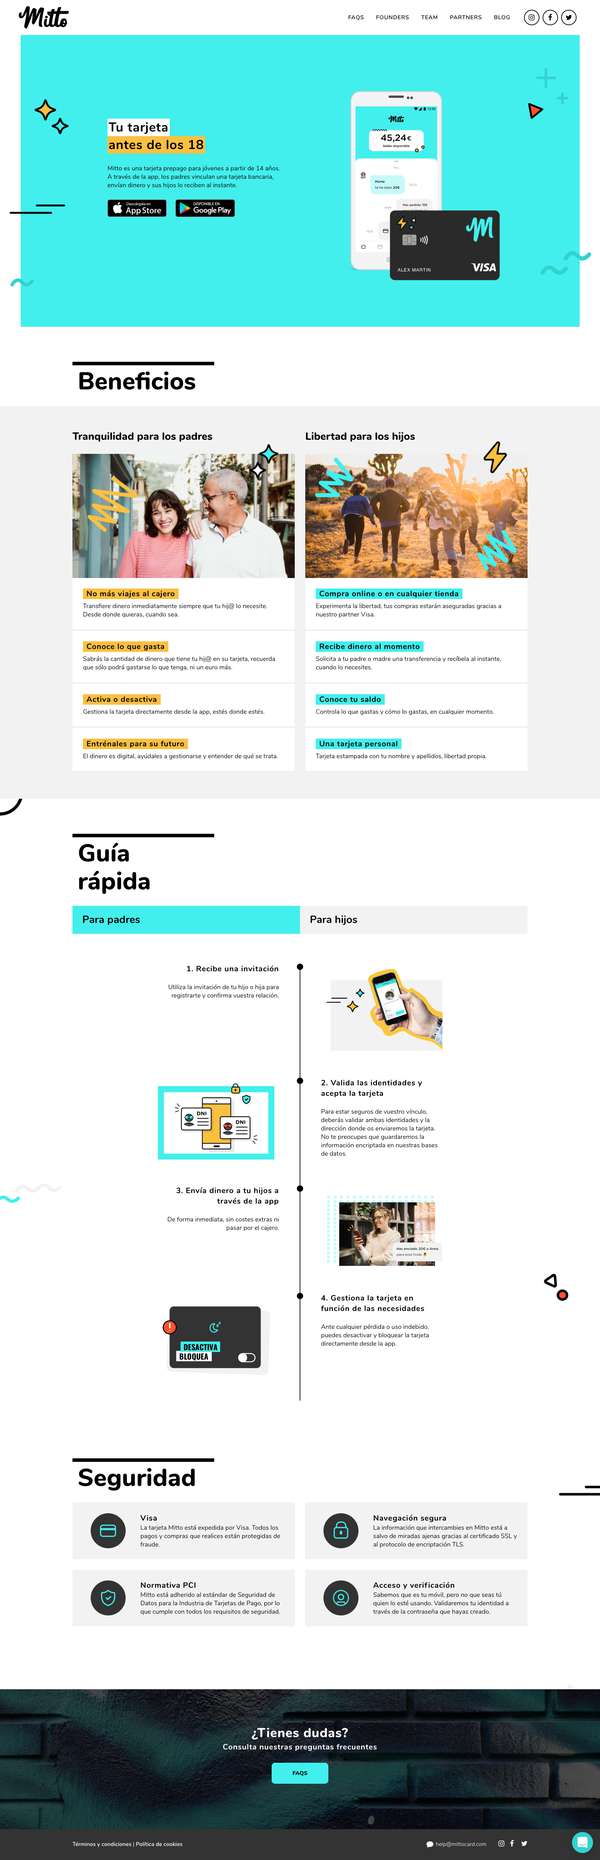 Mitto
FAQS FOUNDERS TEAM PARTNERS BLOG
Tu tarjeta
antes de los 18
Mitto es una tarjeta prepago para jóvenes a partir de 14 años.
A través de la app, los padres vinculan una tarjeta bancaria,
envían dinero y sus hijos lo reciben al instante.
App Store
Google Play
Mitto
45,24€
ALEX MARTIN
VISA
Beneficios
Tranquilidad para los padres
No más viajes al cajero
Transfiere dinero inmediatamente siempre que tu hij@ lo necesite.
Desde donde quieras, cuando sea.
Conoce lo que gasta
Sabrás la cantidad de dinero que tiene tu hij@ en su tarjeta, recuerda
que sólo podrá gastarse lo que tenga, ni un euro más.
Activa o desactiva
Gestiona la tarjeta directamente desde la app, estés donde estés.
Entrénales para su futuro
El dinero es digital, ayúdales a gestionarse y entender de qué se trata.
Libertad para los hijos
Compra online o en cualquier tienda
Experimenta la libertad, tus compras estarán aseguradas gracias a
nuestro partner Visa.
Recibe dinero al momento
Solicita a tu padre o madre una transferencia y recíbela al instante,
cuando lo necesites.
Conoce tu saldo
Controla lo que gastas y cómo lo gastas, en cualquier momento.
Una tarjeta personal
Tarjeta estampada con tu nombre y apellidos, libertad propia.
Guía
rápida
Para padres
Para hijos
1. Recibe una invitación
Utiliza la invitación de tu hijo o hija para
registrarte y confirma vuestra relación.
DNI
DNI
2. Valida las identidades y
acepta la tarjeta
Para estar seguros de vuestro vínculo,
deberás validar ambas identidades y la
dirección donde os enviaremos la tarjeta.
No te preocupes que guardaremos la
información encriptada en nuestras bases
de datos.
3. Envía dinero a tu hijos a
través de la app
De forma inmediata, sin costes extras ni
pasar por el cajero.
4. Gestiona la tarjeta en
función de las necesidades
Ante cualquier pérdida o uso indebido,
puedes desactivar y bloquear la tarjeta
directamente desde la app.
DESACTIVA
BLOQUEA
Seguridad
Visa
La tarjeta Mitto está expedida por Visa. Todos los
pagos y compras que realices están protegidas de
fraude.
Navegación segura
La información que intercambies en Mitto está a
salvo de miradas ajenas gracias al certificado SSL y
al protocolo de encriptación TLS.
Normativa PCI
Mitto está adherido al estándar de Seguridad de
Datos para la Industria de Tarjetas de Pago, por lo
que cumple con todos los requisitos de seguridad.
Acceso y verificación
Sabemos que es tu móvil, pero no que seas tú
quien lo esté usando. Validaremos tu identidad a
través de la contraseña que hayas creado.
¿Tienes dudas?
Consulta nuestras preguntas frecuentes
FAQS
Términos y condiciones | Política de cookies
help@mittocard.com